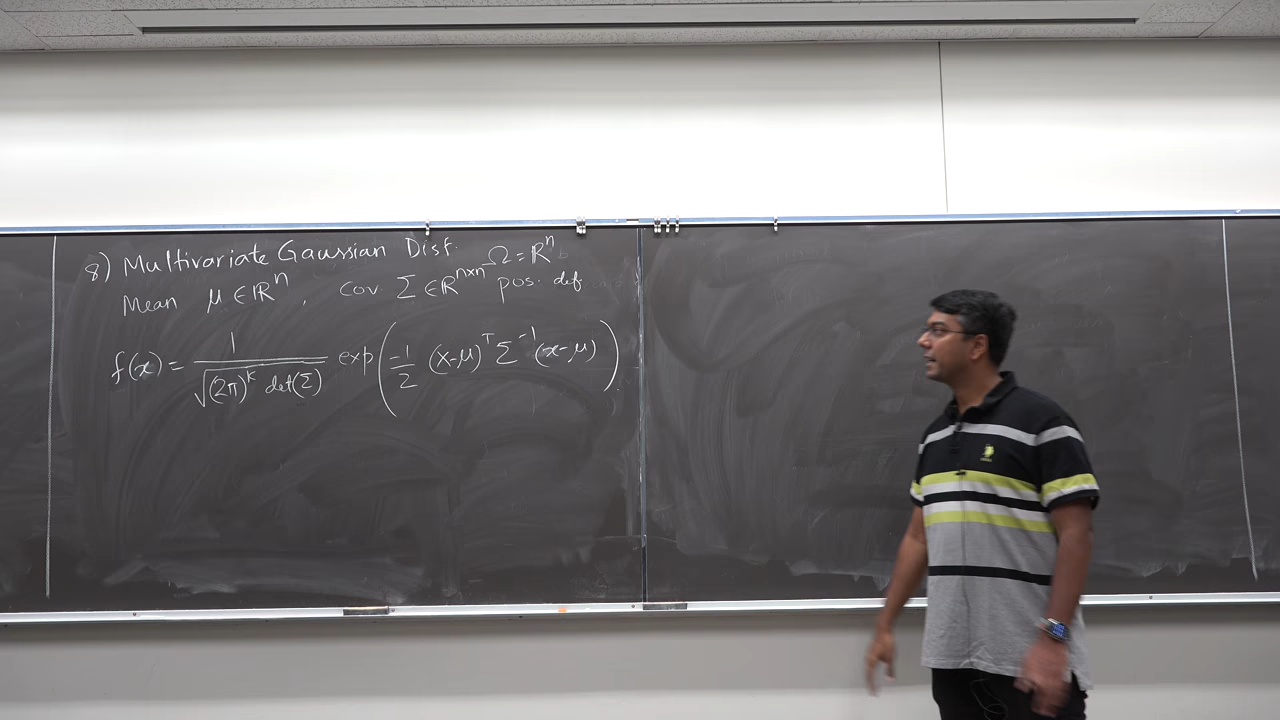 8) Multivariate Gaussian Dist. Ω = ℝⁿ
Mean μ ∈ ℝⁿ, cov. Σ ∈ ℝⁿˣⁿ pos. def
f(x) = 1 / √((2π)ᵏ det(Σ)) exp( -1/2 (x-μ)ᵀ Σ⁻¹ (x-μ) ).